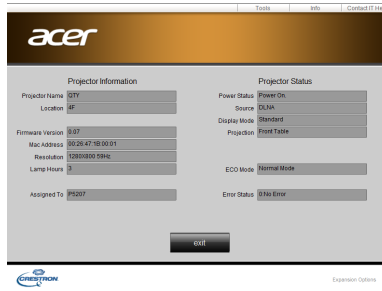 Tools Info Contact IT He
acer
Projector Information
Projector Name QTY
Location 4F
Firmware Version 0.07
Mac Address 00:26:47:1B:00:01
Resolution 1280X800 59Hz
Lamp Hours 3
Assigned To P5207
Projector Status
Power Status Power On.
Source DLNA
Display Mode Standard
Projection Front Table
ECO Mode Normal Mode
Error Status 0:No Error
exit
CRESTRON
Expansion Options